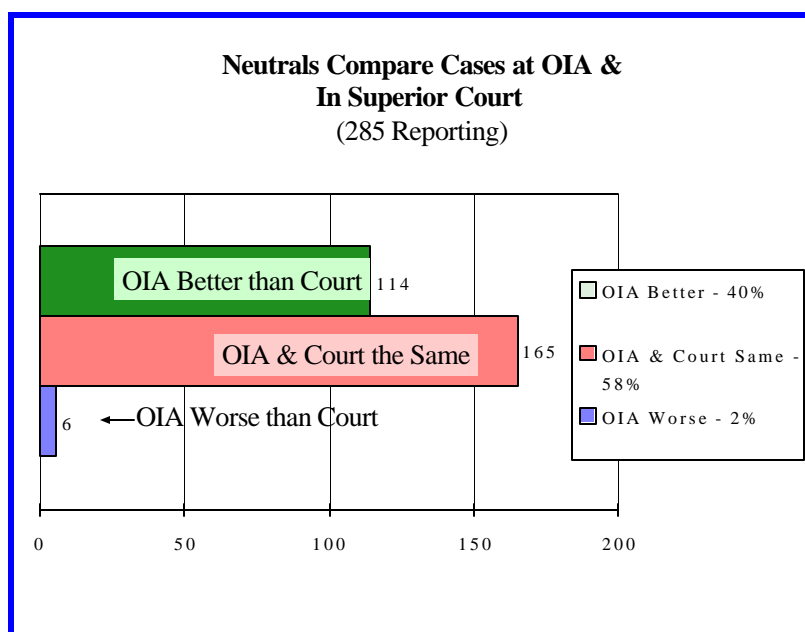 Neutrals Compare Cases at OIA &
In Superior Court
(285 Reporting)
OIA Better than Court
114
OIA & Court the Same
165
6
OIA Worse than Court
OIA Better - 40%
OIA & Court Same -
58%
OIA Worse - 2%
0 50 100 150 200